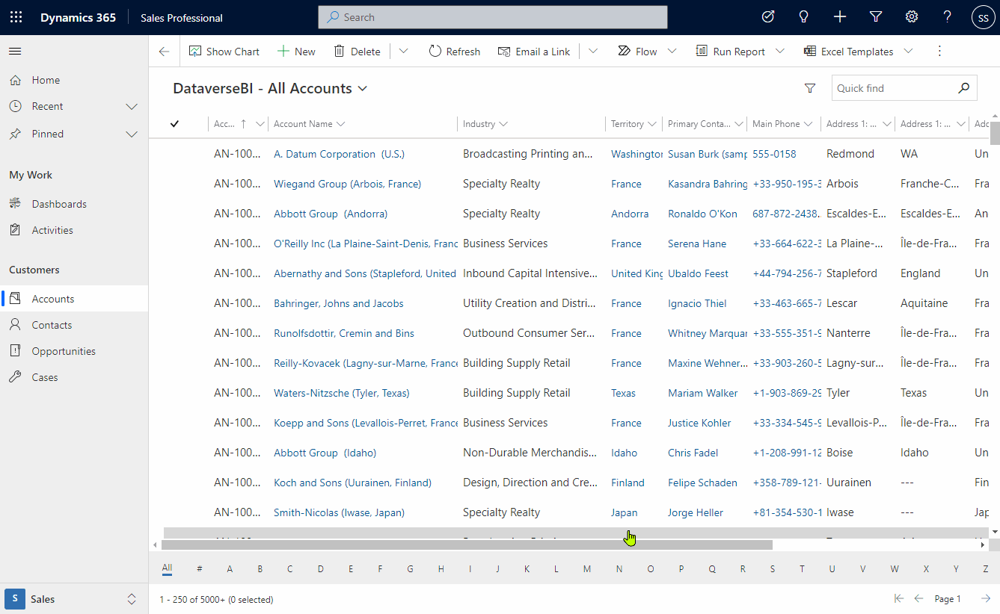 Dynamics 365 Sales Professional Search SS
Show Chart New Delete Refresh Email a Link Flow Run Report Excel Templates
Home
Recent
Pinned
My Work
Dashboards
Activities
Customers
Accounts
Contacts
Opportunities
Cases
S Sales
DataverseBI - All Accounts Quick find
Acc... Account Name Industry Territory Primary Conta... Main Phone Address 1: ... Address 1: ... Add
AN-100... A. Datum Corporation (U.S.) Broadcasting Printing an... Washington Susan Burk (samp 555-0158 Redmond WA Un
AN-100... Wiegand Group (Arbois, France) Specialty Realty France Kasandra Bahring +33-950-195-3 Arbois Franche-C... Fra
AN-100... Abbott Group (Andorra) Specialty Realty Andorra Ronaldo O'Kon 687-872-2438... Escaldes-E... Escaldes-E... An
AN-100... O'Reilly Inc (La Plaine-Saint-Denis, Franc Business Services France Serena Hane +33-664-622-3 La Plaine-... Île-de-Fra... Fra
AN-100... Abernathy and Sons (Stapleford, United Inbound Capital Intensive... United King Ubaldo Feest +44-794-256-7 Stapleford England Un
AN-100... Bahringer, Johns and Jacobs Utility Creation and Distri... France Ignacio Thiel +33-463-665-7 Lescar Aquitaine Fra
AN-100... Runolfsdottir, Cremin and Bins Outbound Consumer Ser... France Whitney Marquar +33-555-351-9 Nanterre Île-de-Fra... Fra
AN-100... Reilly-Kovacek (Lagny-sur-Marne, France Building Supply Retail France Maxine Wehner... +33-903-260-5 Lagny-sur... Île-de-Fra... Fra
AN-100... Waters-Nitzsche (Tyler, Texas) Building Supply Retail Texas Mariam Walker +1-903-869-29 Tyler Texas Un
AN-100... Koepp and Sons (Levallois-Perret, France Business Services France Justice Kohler +33-334-545-9 Levallois-P... Île-de-Fra... Fra
AN-100... Abbott Group (Idaho) Non-Durable Merchandis... Idaho Chris Fadel +1-208-991-12 Boise Idaho Un
AN-100... Koch and Sons (Uurainen, Finland) Design, Direction and Cre... Finland Felipe Schaden +358-789-121- Uurainen --- Fin
AN-100... Smith-Nicolas (Iwase, Japan) Specialty Realty Japan Jorge Heller +81-354-530-1 Iwase --- Jap
All # A B C D E F G H I J K L M N O P Q R S T U V W X Y Z
1 - 250 of 5000+ (0 selected) Page 1